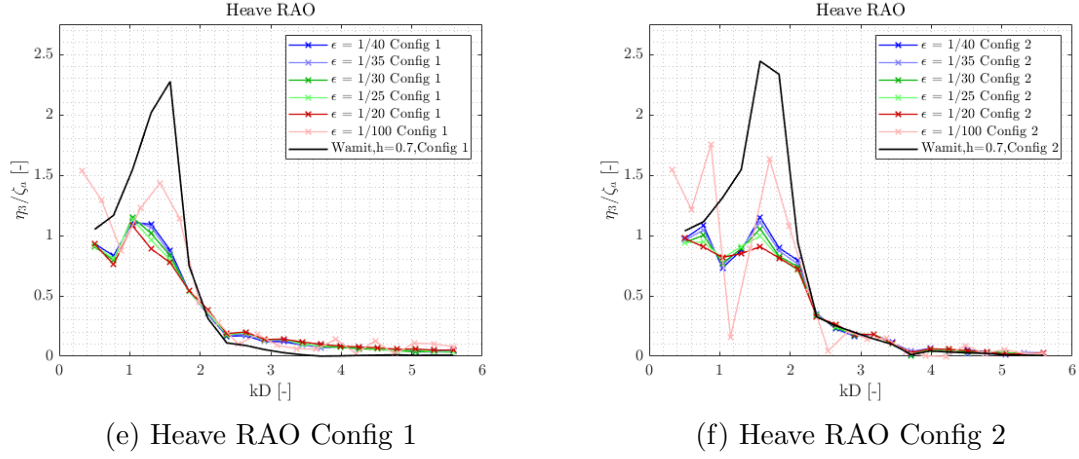 Heave RAO
2.5
2
1.5
1
0.5
0
η₃/ζₐ [-]
ϵ = 1/40 Config 1
ϵ = 1/35 Config 1
ϵ = 1/30 Config 1
ϵ = 1/25 Config 1
ϵ = 1/20 Config 1
ϵ = 1/100 Config 1
Wamit,h=0.7,Config 1
0 1 2 3 4 5 6
kD [-]
(e) Heave RAO Config 1
Heave RAO
2.5
2
1.5
1
0.5
0
η₃/ζₐ [-]
ϵ = 1/40 Config 2
ϵ = 1/35 Config 2
ϵ = 1/30 Config 2
ϵ = 1/25 Config 2
ϵ = 1/20 Config 2
ϵ = 1/100 Config 2
Wamit,h=0.7,Config 2
0 1 2 3 4 5 6
kD [-]
(f) Heave RAO Config 2